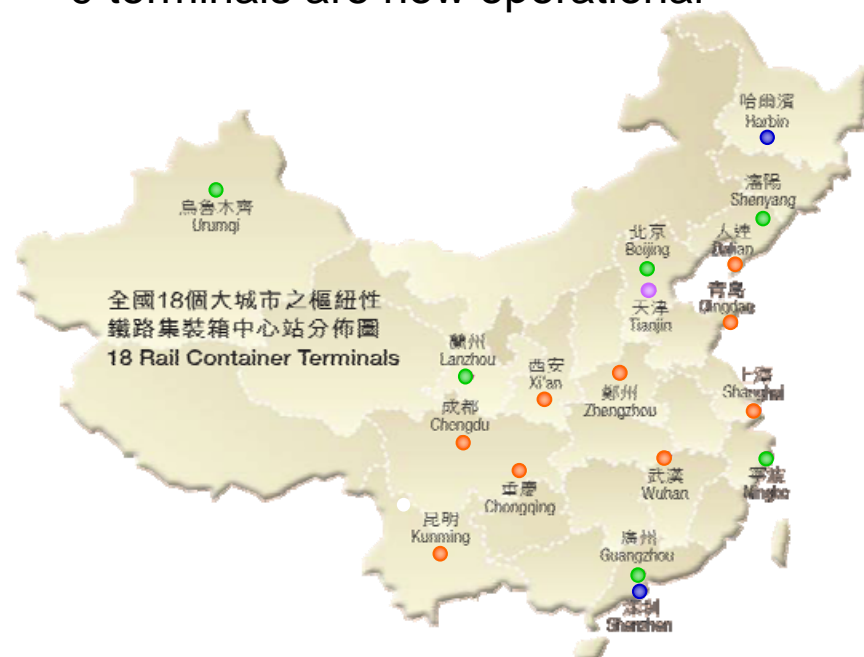 9 terminals are now operational
哈爾濱
Harbin
瀋陽
Shenyang
烏魯木齊
Urumqi
北京
Beijing
大連
Dalian
青島
Qingdao
天津
Tianjin
全國18個大城市之樞紐性
鐵路集裝箱中心站分佈圖
18 Rail Container Terminals
蘭州
Lanzhou
西安
Xi'an
鄭州
Zhengzhou
上海
Shanghai
成都
Chengdu
重慶
Chongqing
武漢
Wuhan
寧波
Ningbo
昆明
Kunming
廣州
Guangzhou
深圳
Shenzhen